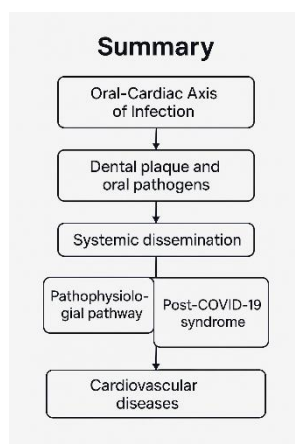 Summary
Oral-Cardiac Axis
of Infection
Dental plaque and
oral pathogens
Systemic dissemination
Pathophysiolo-
gial pathway
Post-COVID-19
syndrome
Cardiovascular
diseases